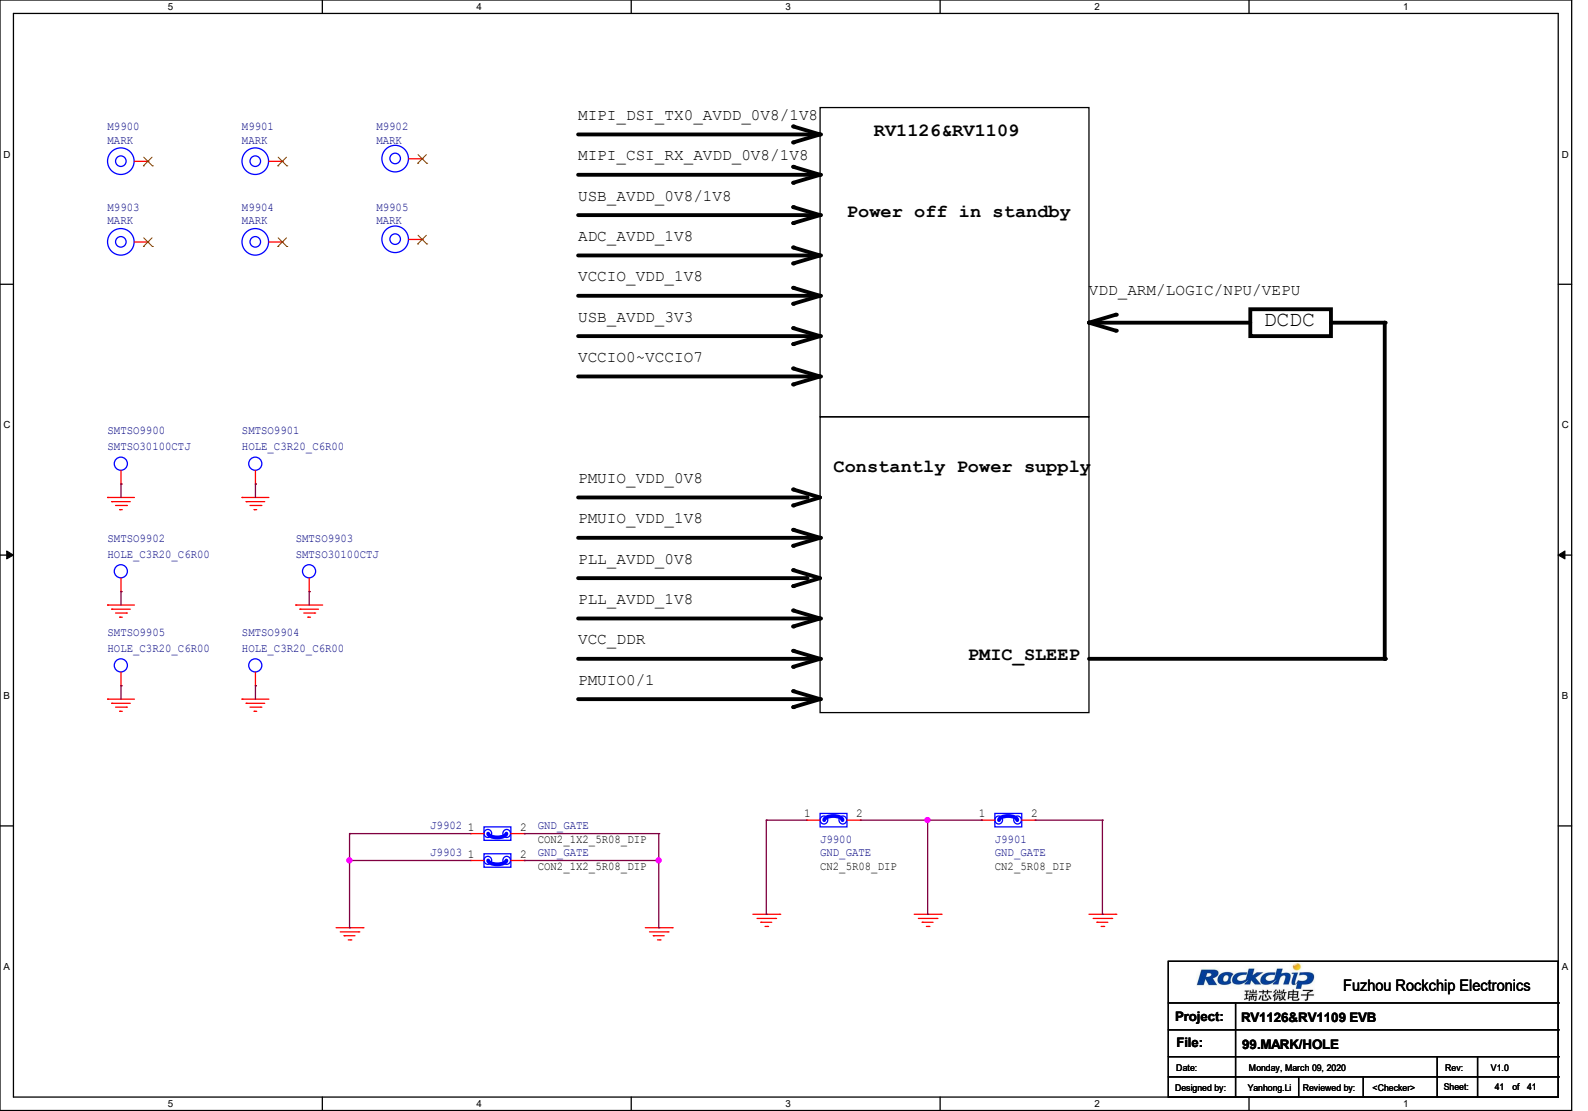 5 4 3 2 1
D
D
C
C
B
B
A
A
M9900
MARK
M9901
MARK
M9902
MARK
M9903
MARK
M9904
MARK
M9905
MARK
MIPI_DSI_TX0_AVDD_0V8/1V8
MIPI_CSI_RX_AVDD_0V8/1V8
USB_AVDD_0V8/1V8
ADC_AVDD_1V8
VCCIO_VDD_1V8
USB_AVDD_3V3
VCCIO0~VCCIO7
RV1126&RV1109
Power off in standby
VDD_ARM/LOGIC/NPU/VEPU
DCDC
SMTSO9900
SMTSO30100CTJ
SMTSO9901
HOLE_C3R20_C6R00
SMTSO9902
HOLE_C3R20_C6R00
SMTSO9903
SMTSO30100CTJ
SMTSO9905
HOLE_C3R20_C6R00
SMTSO9904
HOLE_C3R20_C6R00
Constantly Power supply
PMUIO_VDD_0V8
PMUIO_VDD_1V8
PLL_AVDD_0V8
PLL_AVDD_1V8
VCC_DDR
PMUIO0/1
PMIC_SLEEP
J9902 1 2 GND_GATE
CON2_1X2_5R08_DIP
J9903 1 2 GND_GATE
CON2_1X2_5R08_DIP
1 2
J9900
GND_GATE
CN2_5R08_DIP
1 2
J9901
GND_GATE
CN2_5R08_DIP
Rockchip
瑞芯微电子
Fuzhou Rockchip Electronics
Project: RV1126&RV1109 EVB
File: 99.MARK/HOLE
Date: Monday, March 09, 2020 Rev: V1.0
Designed by: Yanhong.Li Reviewed by: <Checker> Sheet: 41 of 41
5 4 3 2 1